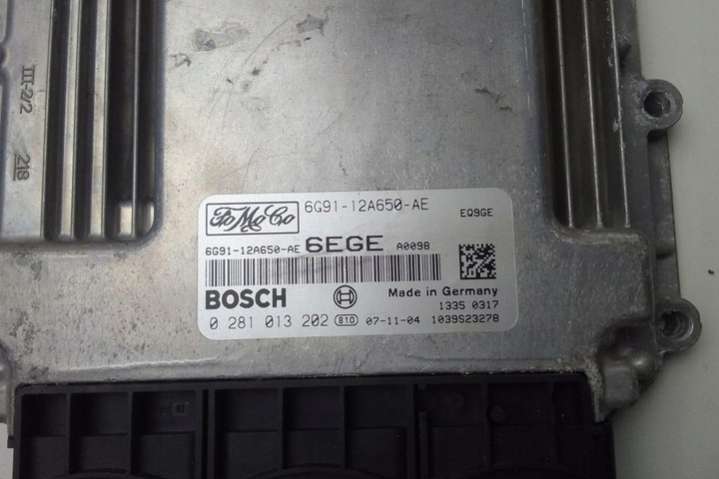 III-2/2
218
FoMoCo 6G91-12A650-AE EQ9GE
6G91-12A650-AE 6EGE A0098
BOSCH Made in Germany
1335 0317
0 281 013 202 B10 07-11-04 1039S23278